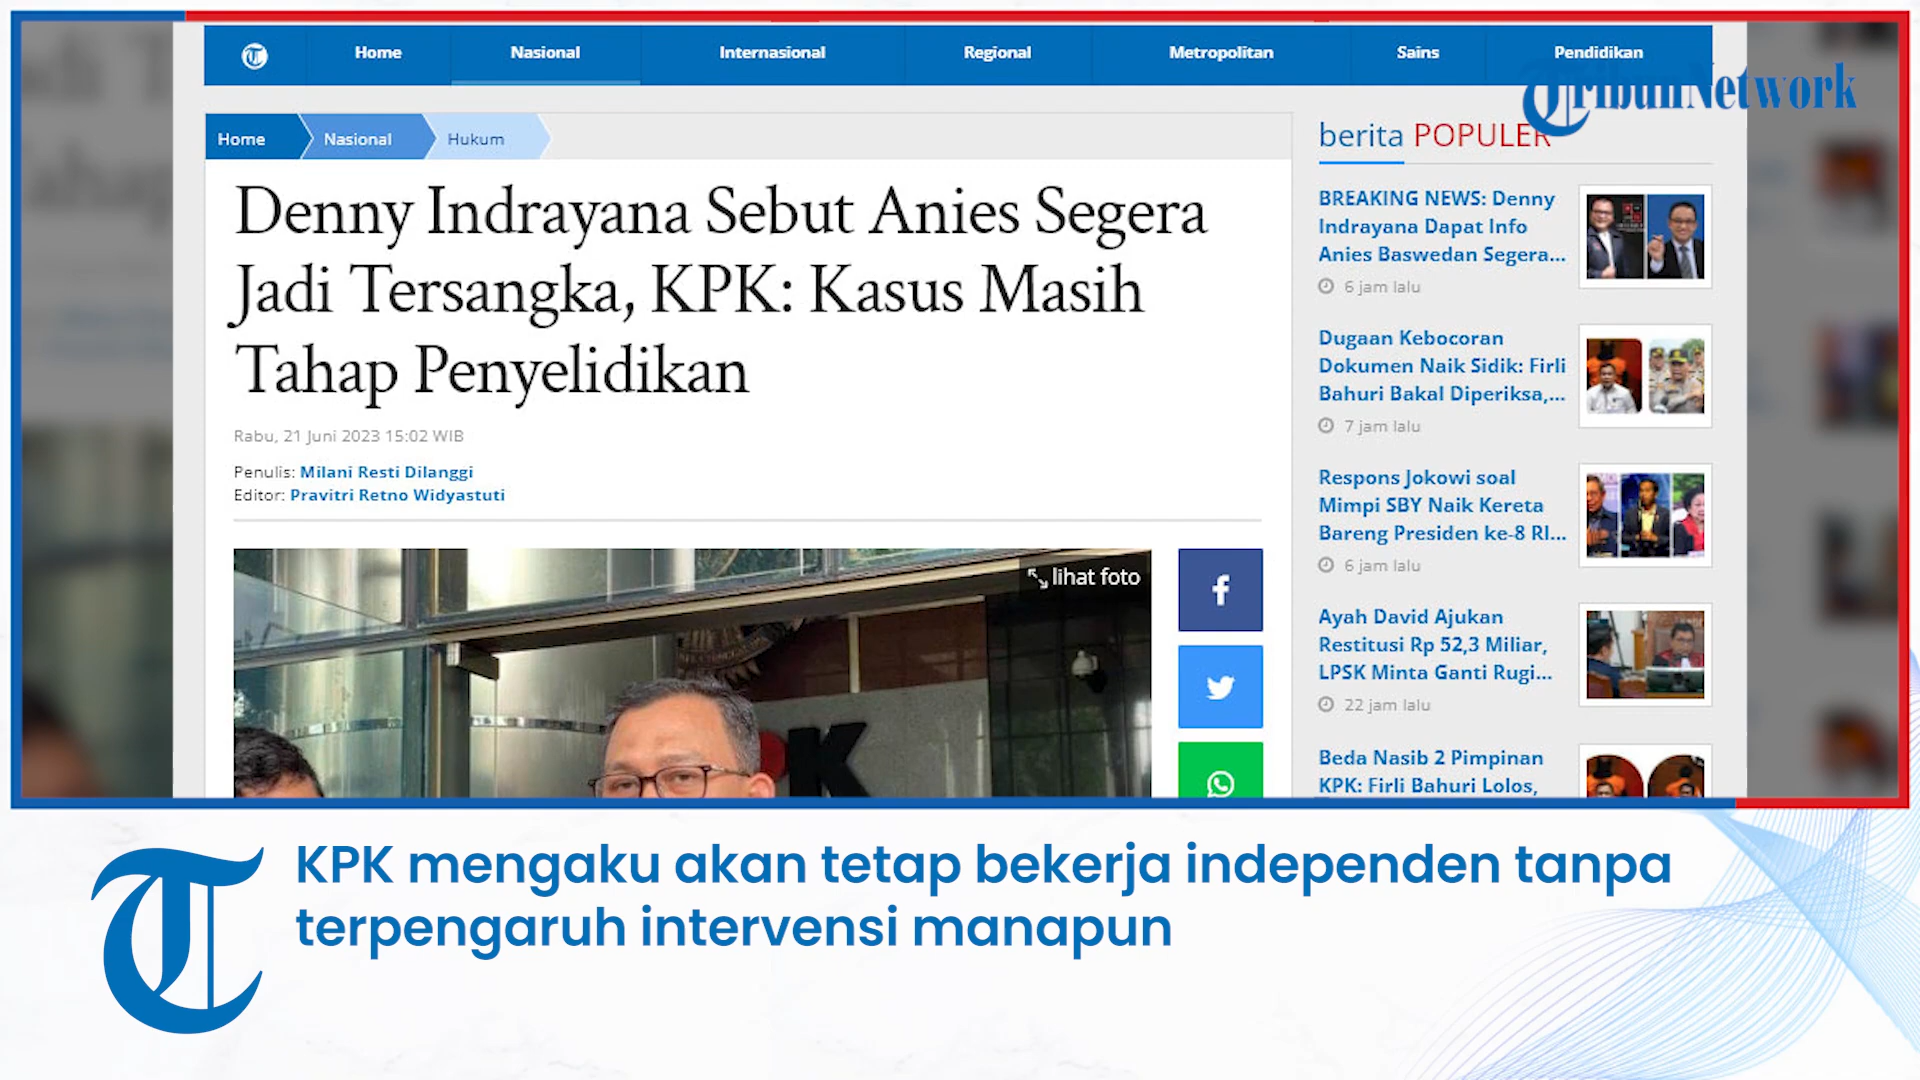 Home Nasional Internasional Regional Metropolitan Sains Pendidikan
TribunNetwork
Home Nasional Hukum
Denny Indrayana Sebut Anies Segera
Jadi Tersangka, KPK: Kasus Masih
Tahap Penyelidikan
Rabu, 21 Juni 2023 15:02 WIB
Penulis: Milani Resti Dilanggi
Editor: Pravitri Retno Widyastuti
lihat foto
berita POPULER
BREAKING NEWS: Denny
Indrayana Dapat Info
Anies Baswedan Segera...
6 jam lalu
Dugaan Kebocoran
Dokumen Naik Sidik: Firli
Bahuri Bakal Diperiksa,...
7 jam lalu
Respons Jokowi soal
Mimpi SBY Naik Kereta
Bareng Presiden ke-8 RI...
6 jam lalu
Ayah David Ajukan
Restitusi Rp 52,3 Miliar,
LPSK Minta Ganti Rugi...
22 jam lalu
Beda Nasib 2 Pimpinan
KPK: Firli Bahuri Lolos,
KPK mengaku akan tetap bekerja independen tanpa
terpengaruh intervensi manapun